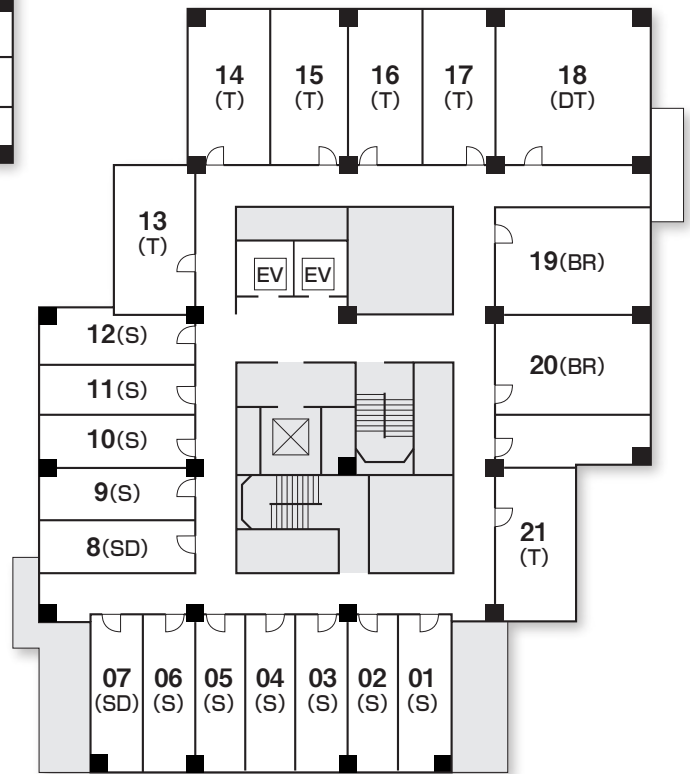 14
(T)
15
(T)
16
(T)
17
(T)
18
(DT)
13
(T)
EV
EV
19(BR)
12(S)
20(BR)
11(S)
10(S)
9(S)
8(SD)
21
(T)
07
(SD)
06
(S)
05
(S)
04
(S)
03
(S)
02
(S)
01
(S)